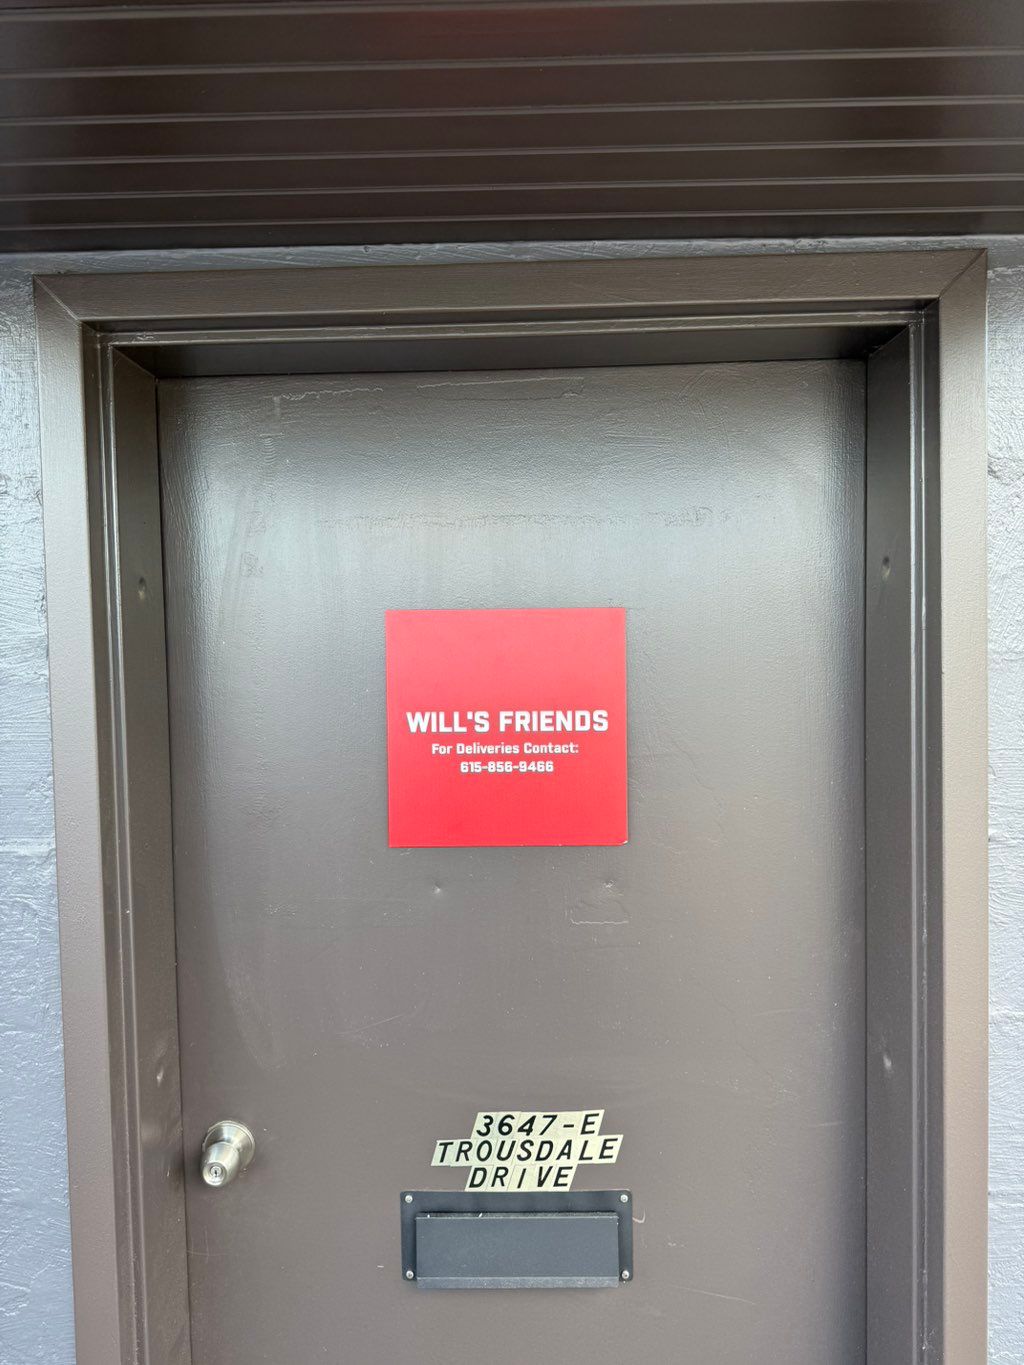 WILL'S FRIENDS
For Deliveries Contact:
615-856-9466
3647-E
TROUSDALE
DRIVE